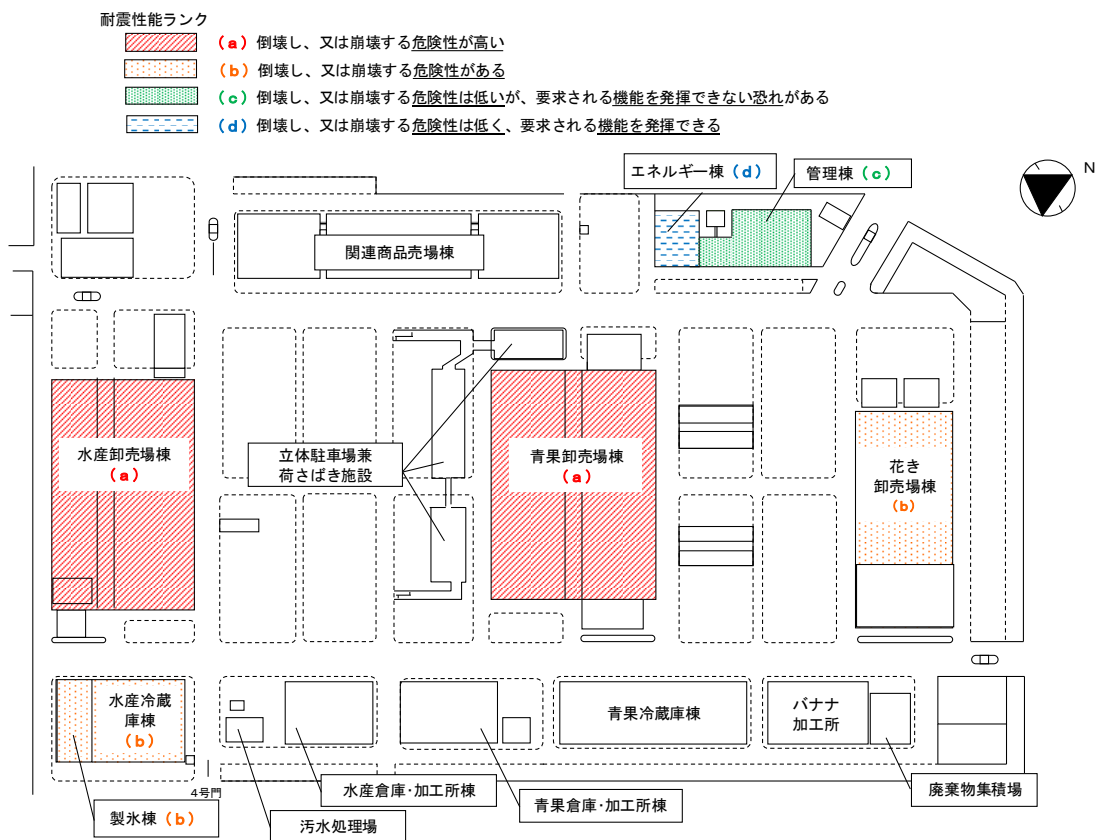 耐震性能ランク
(a) 倒壊し、又は崩壊する危険性が高い
(b) 倒壊し、又は崩壊する危険性がある
(c) 倒壊し、又は崩壊する危険性は低いが、要求される機能を発揮できない恐れがある
(d) 倒壊し、又は崩壊する危険性は低く、要求される機能を発揮できる
N
エネルギー棟(d)
管理棟(c)
関連商品売場棟
水産卸売場棟
(a)
立体駐車場兼
荷さばき施設
青果卸売場棟
(a)
花き
卸売場棟
(b)
水産冷蔵
庫棟
(b)
青果冷蔵庫棟
バナナ
加工所
4号門
製氷棟(b)
水産倉庫・加工所棟
汚水処理場
青果倉庫・加工所棟
廃棄物集積場